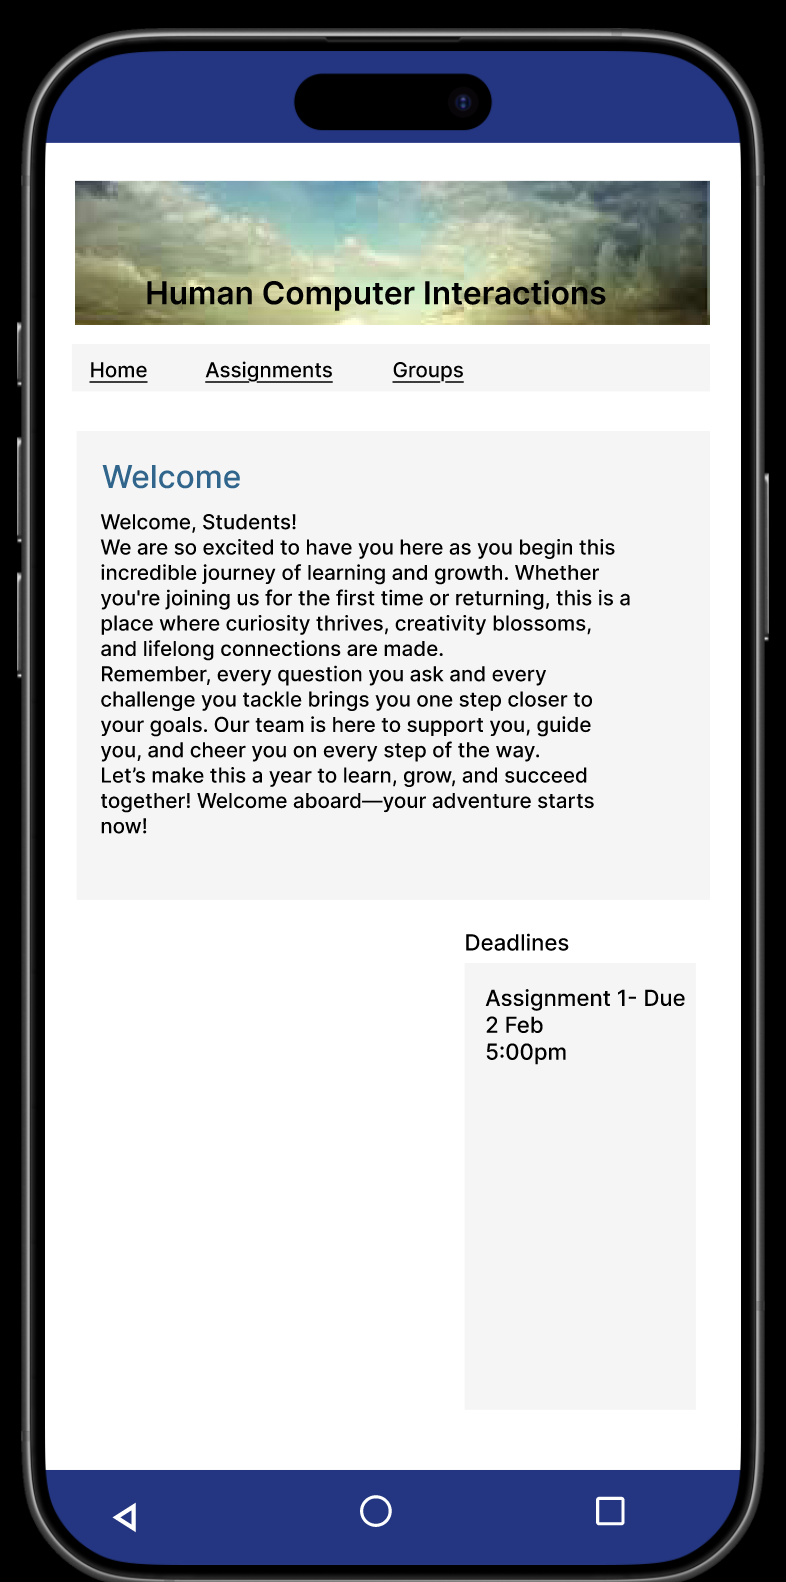 Human Computer Interactions
Home Assignments Groups
Welcome
Welcome, Students!
We are so excited to have you here as you begin this
incredible journey of learning and growth. Whether
you're joining us for the first time or returning, this is a
place where curiosity thrives, creativity blossoms,
and lifelong connections are made.
Remember, every question you ask and every
challenge you tackle brings you one step closer to
your goals. Our team is here to support you, guide
you, and cheer you on every step of the way.
Let’s make this a year to learn, grow, and succeed
together! Welcome aboard—your adventure starts
now!
Deadlines
Assignment 1- Due
2 Feb
5:00pm